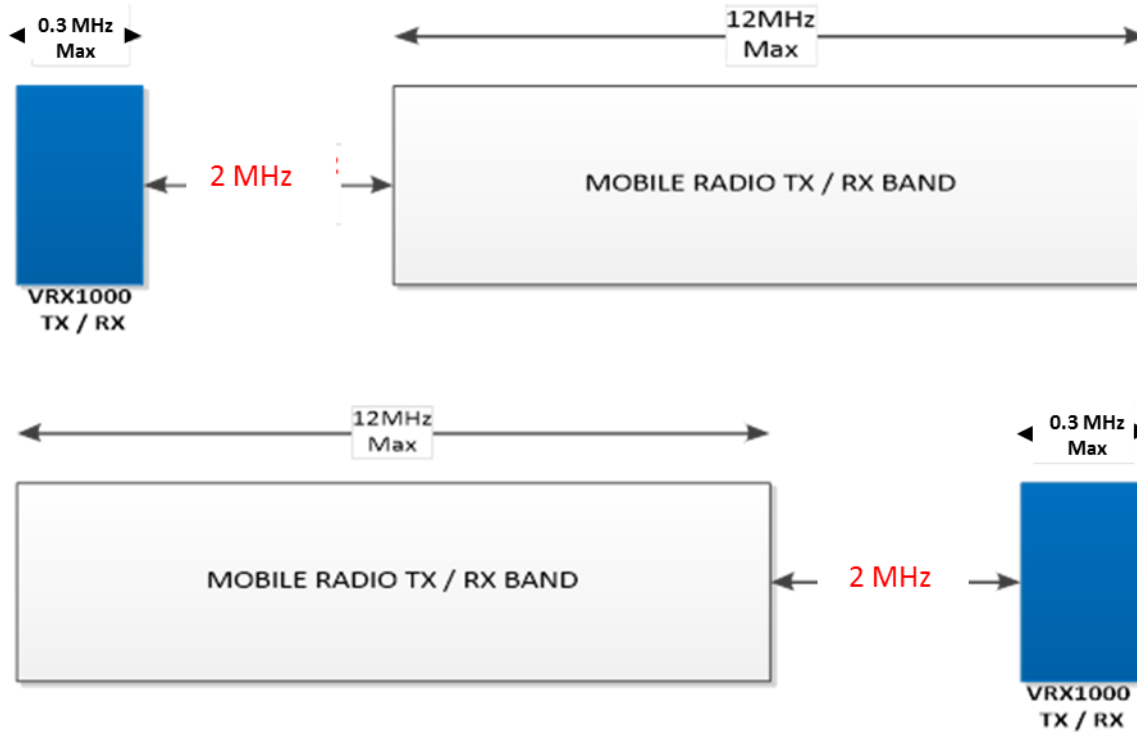 0.3 MHz
Max
12MHz
Max
2 MHz
MOBILE RADIO TX / RX BAND
VRX1000
TX / RX
12MHz
Max
0.3 MHz
Max
MOBILE RADIO TX / RX BAND
2 MHz
VRX1000
TX / RX